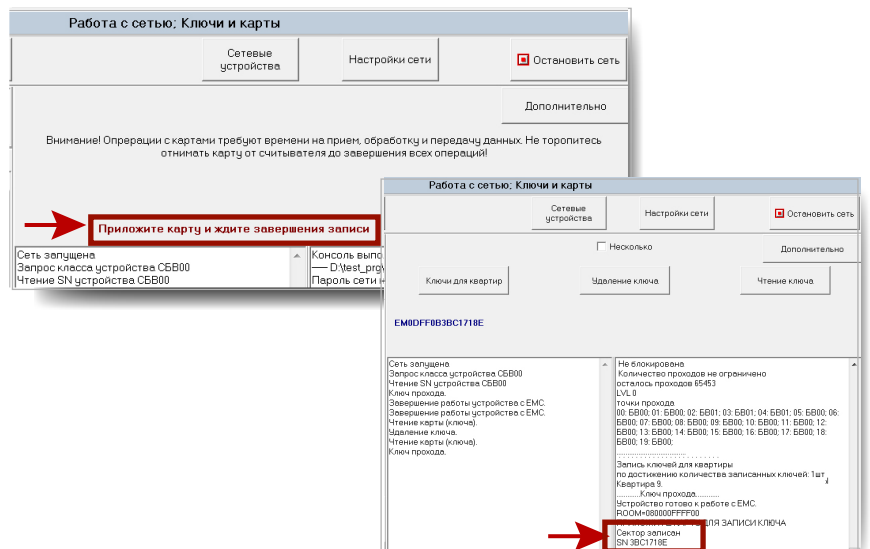 Работа с сетью; Ключи и карты
Сетевые
устройства
Настройки сети
Остановить сеть
Дополнительно
Внимание! Опрерации с картами требуют времени на прием, обработку и передачу данных. Не торопитесь
отнимать карту от считывателя до завершения всех операций!
Приложите карту и ждите завершения записи
Сеть запущена
Запрос класса устройства СБВ00
Чтение SN устройства СБВ00
Консоль выпо
── D:\test_prg\
Пароль сети
Работа с сетью; Ключи и карты
Сетевые
устройства
Настройки сети
Остановить сеть
Несколько
Дополнительно
Ключи для квартир
Удаление ключа
Чтение ключа
EM0DFF0B3BC1718E
Сеть запущена
Запрос класса устройства СБВ00
Чтение SN устройства СБВ00
Ключ прохода.
Завершение работы устройства с ЕМС.
Завершение работы устройства с ЕМС.
Чтение карты (ключа).
Удаление ключа.
Чтение карты (ключа).
Ключ прохода.
Не блокирована
Количество проходов не ограничено
осталось проходов 65453
LVL 0
точки прохода
00: БВ00; 01: БВ00; 02: БВ01; 03: БВ01; 04: БВ01; 05: БВ00; 06:
БВ00; 07: БВ00; 08: БВ00; 09: БВ00; 10: БВ00; 11: БВ00; 12:
БВ00; 13: БВ00; 14: БВ00; 15: БВ00; 16: БВ00; 17: БВ00; 18:
БВ00; 19: БВ00;
Запись ключей для квартиры
по достижению количества записанных ключей: 1шт
Квартира 9.
...........Ключ прохода...........
Устройство готово к работе с ЕМС.
ROOM=080000FFFF00
ПРИЛОЖИТЕ КАРТУ ДЛЯ ЗАПИСИ КЛЮЧА
Сектор записан
SN 3BC1718E